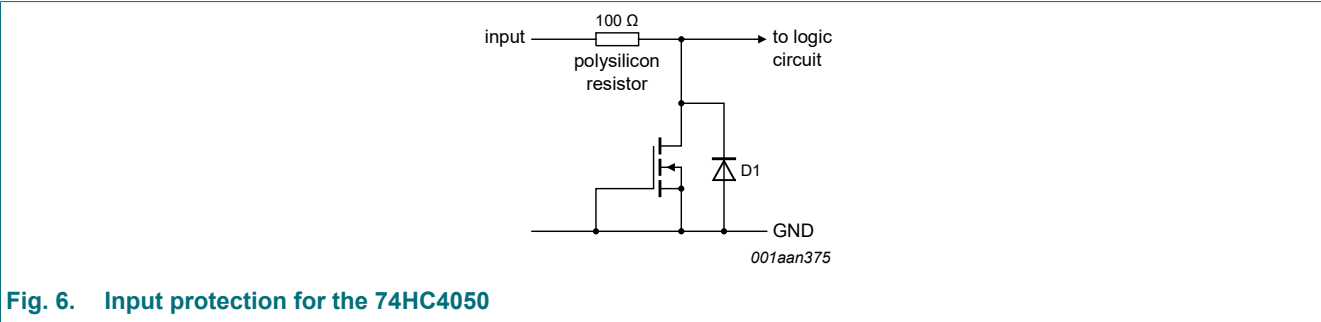 100 Ω
input
to logic
circuit
polysilicon
resistor
D1
GND
001aan375
Fig. 6. Input protection for the 74HC4050